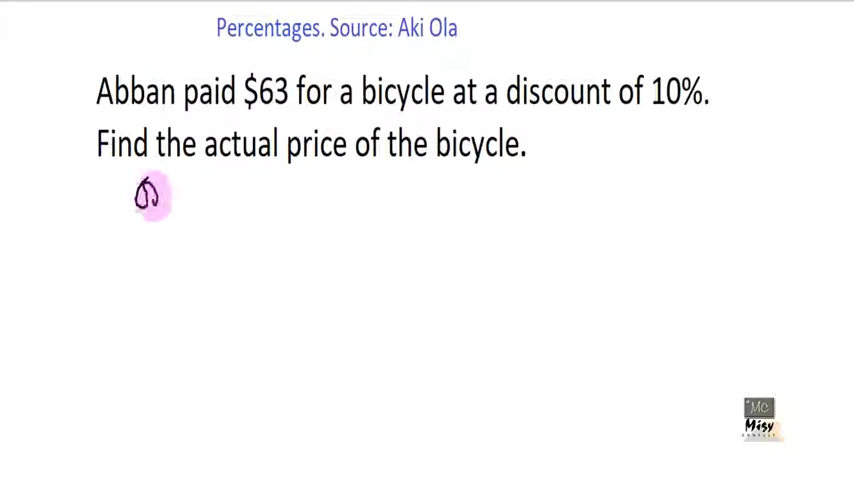 Percentages. Source: Aki Ola
Abban paid $63 for a bicycle at a discount of 10%.
Find the actual price of the bicycle.
MC
Misy
CONSULT